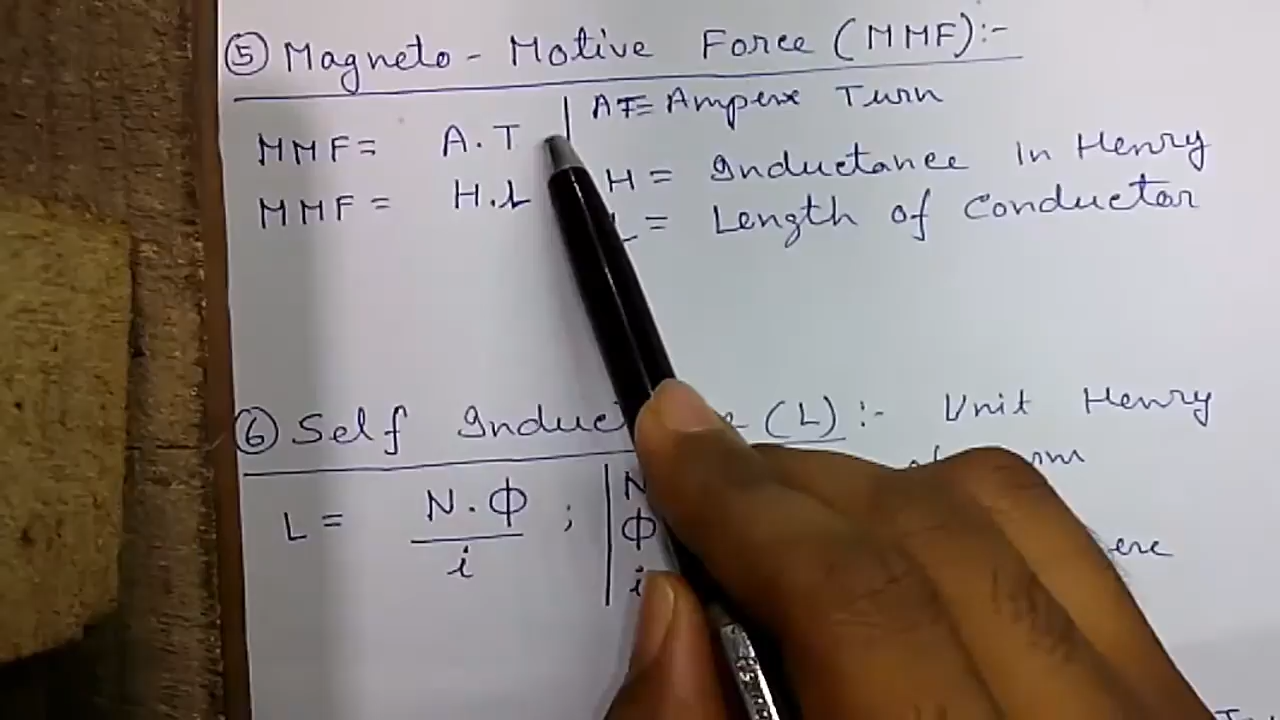 ⑤ Magneto - Motive Force (MMF):-
MMF= A.T | AT= Ampere Turn
MMF= H.L H = Inductance in Henry
L = Length of Conductor
⑥ Self (L) :- Unit Henry
L = N.Φ / i ; N
Φ
i